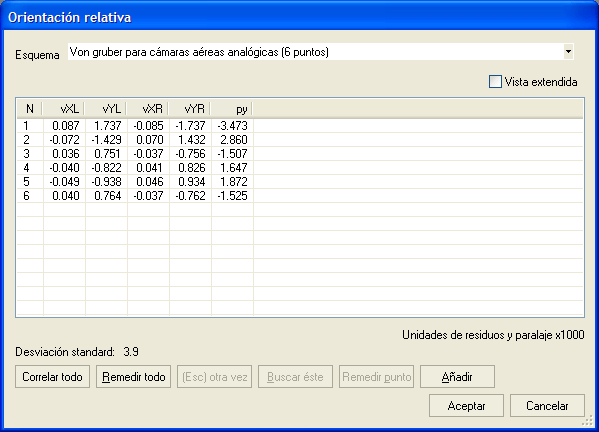 Orientación relativa
Esquema Von gruber para cámaras aéreas analógicas (6 puntos)
Vista extendida
N vXL vYL vXR vYR py
1 0.087 1.737 -0.085 -1.737 -3.473
2 -0.072 -1.429 0.070 1.432 2.860
3 0.036 0.751 -0.037 -0.756 -1.507
4 -0.040 -0.822 0.041 0.826 1.647
5 -0.049 -0.938 0.046 0.934 1.872
6 0.040 0.764 -0.037 -0.762 -1.525
Unidades de residuos y paralaje x1000
Desviación standard: 3.9
Correlar todo Remedir todo (Esc) otra vez Buscar éste Remedir punto Añadir
Aceptar Cancelar